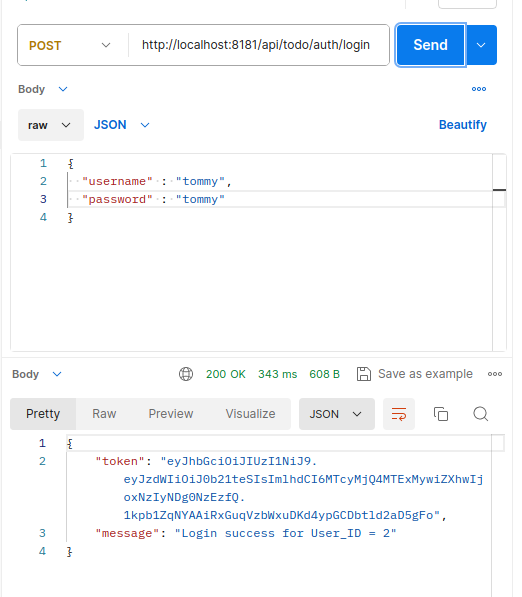 POST
http://localhost:8181/api/todo/auth/login
Send
Body
raw
JSON
Beautify
1 {
2 "username" : "tommy",
3 "password" : "tommy"
4 }
Body
200 OK 343 ms 608 B
Save as example
Pretty Raw Preview Visualize JSON
1 {
2 "token": "eyJhbGciOiJIUzI1NiJ9.
eyJzdWIiOiJ0b21teSIsImlhdCI6MTcyMjQ4MTExMywiZXhwIj
oxNzIyNDg0NzEzfQ.
1kpb1ZqNYAAiRxGuqVzbWxuDKd4ypGCDbtld2aD5gFo",
3 "message": "Login success for User_ID = 2"
4 }